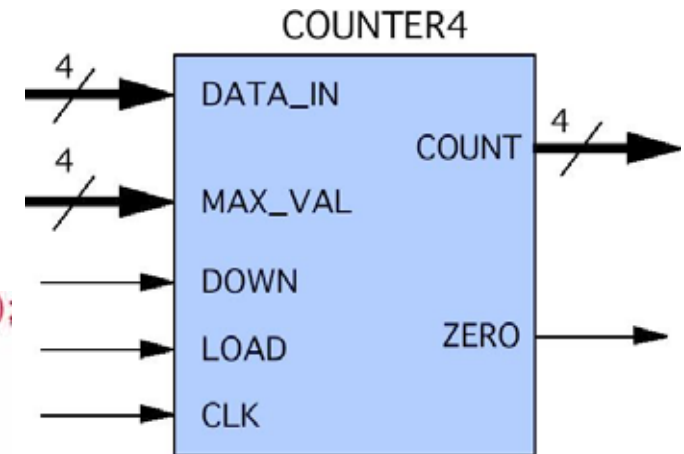 COUNTER4
4
DATA_IN
4
COUNT
4
MAX_VAL
DOWN
);
LOAD
ZERO
CLK